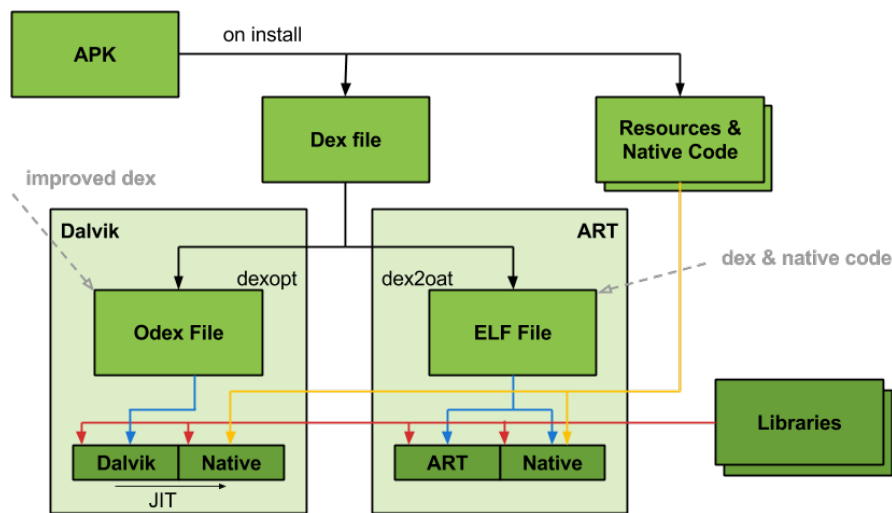 APK
on install
Dex file
Resources &
Native Code
improved dex
Dalvik
ART
dexopt
dex2oat
dex & native code
Odex File
ELF File
Libraries
Dalvik
Native
ART
Native
JIT